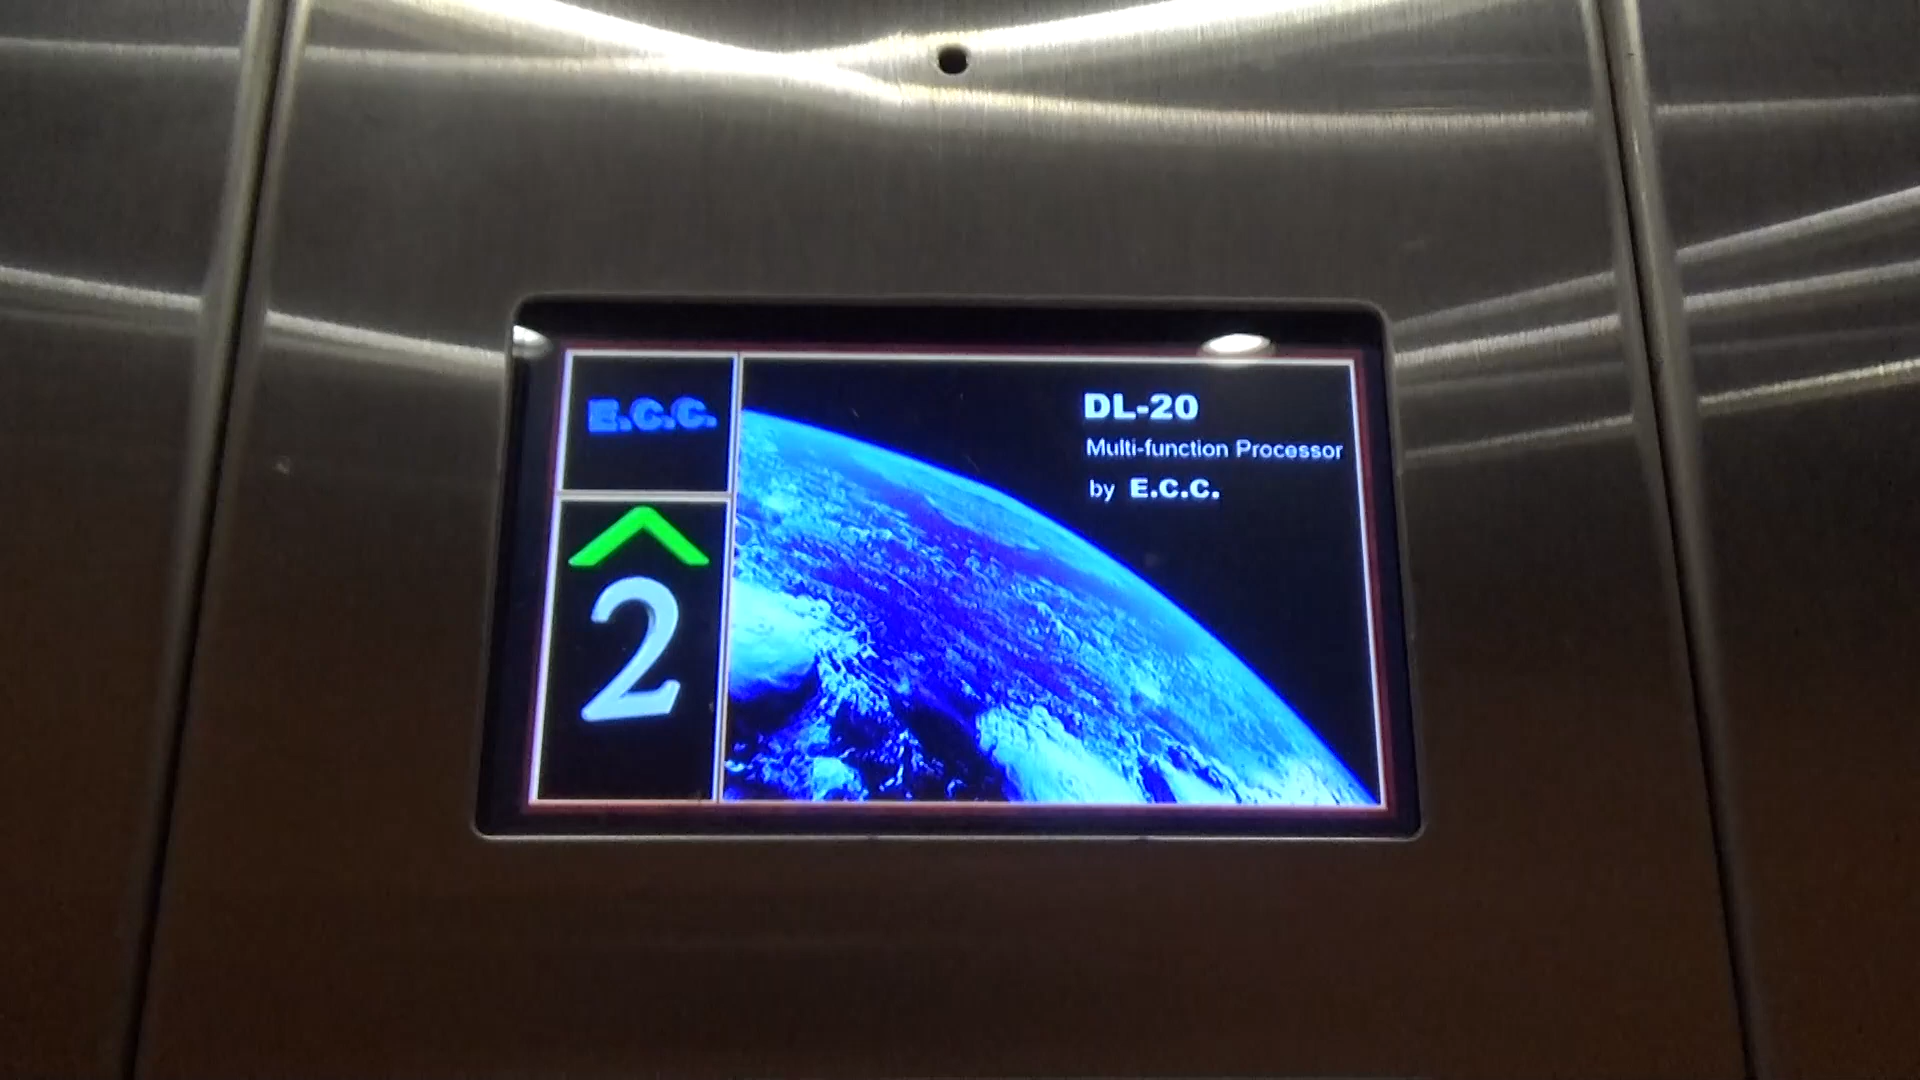 E.C.C.
2
DL-20
Multi-function Processor
by E.C.C.